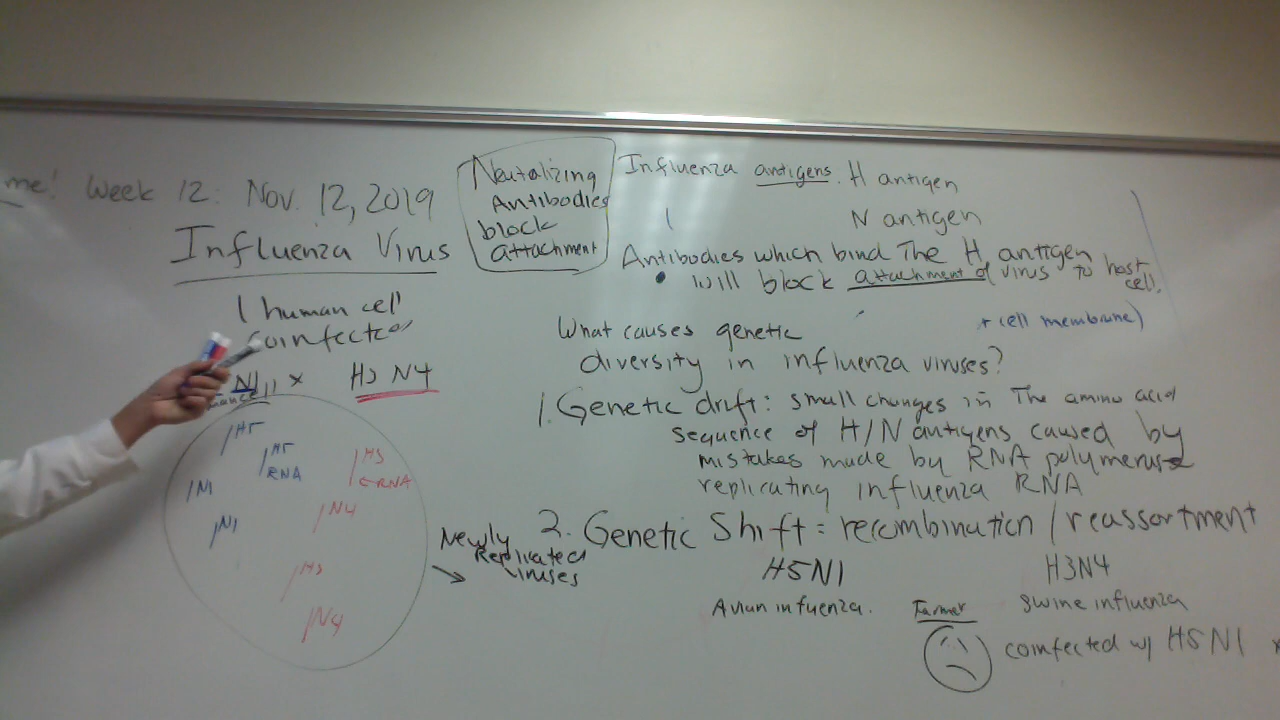 me! Week 12: Nov. 12, 2019
Influenza Virus
1 human cell
coinfected
N1 x H3 N4
H5
H5
RNA
N1
N1
H3
RNA
N4
H3
N4
Newly
Replicated
viruses
Neutalizing
Antibodies
block
attachment
Influenza antigens. H antigen
N antigen
Antibodies which bind The H antigen
• will block attachment of virus to host
cell.
cell membrane)
What causes genetic
diversity in influenza viruses?
1. Genetic drift: small changes in The amino acid
sequence of H/N antigens caused by
mistakes made by RNA polymerase
replicating influenza RNA
2. Genetic Shift = recombination / reassortment
H5N1 H3N4
Avian infuenza. Farmer swine influenza
coinfected w/ H5N1 x